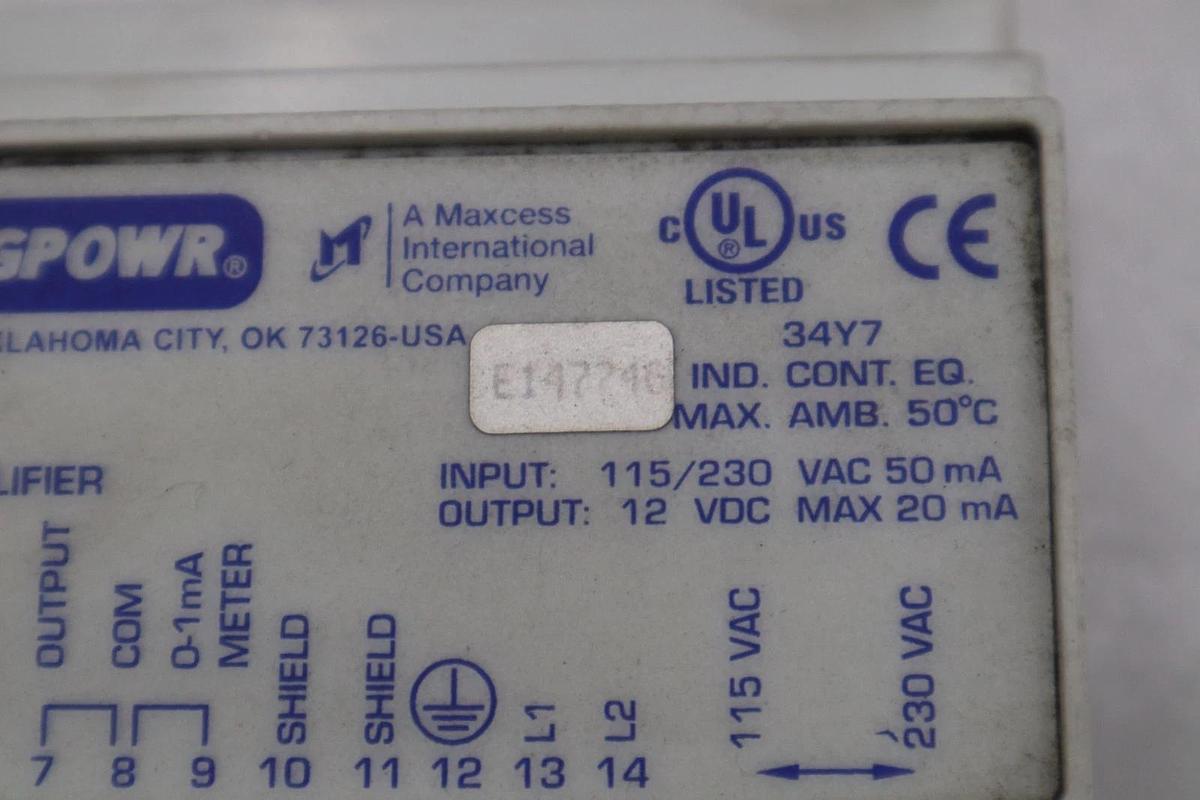 GPOWR®
A Maxcess
International
Company
C UL® US
LISTED
CE
LAHOMA CITY, OK 73126-USA
34Y7
IND. CONT. EQ.
MAX. AMB. 50°C
LIFIER
INPUT: 115/230 VAC 50 mA
OUTPUT: 12 VDC MAX 20 mA
OUTPUT
COM
0-1mA
METER
SHIELD
SHIELD
L1
L2
115 VAC
230 VAC
7 8 9 10 11 12 13 14